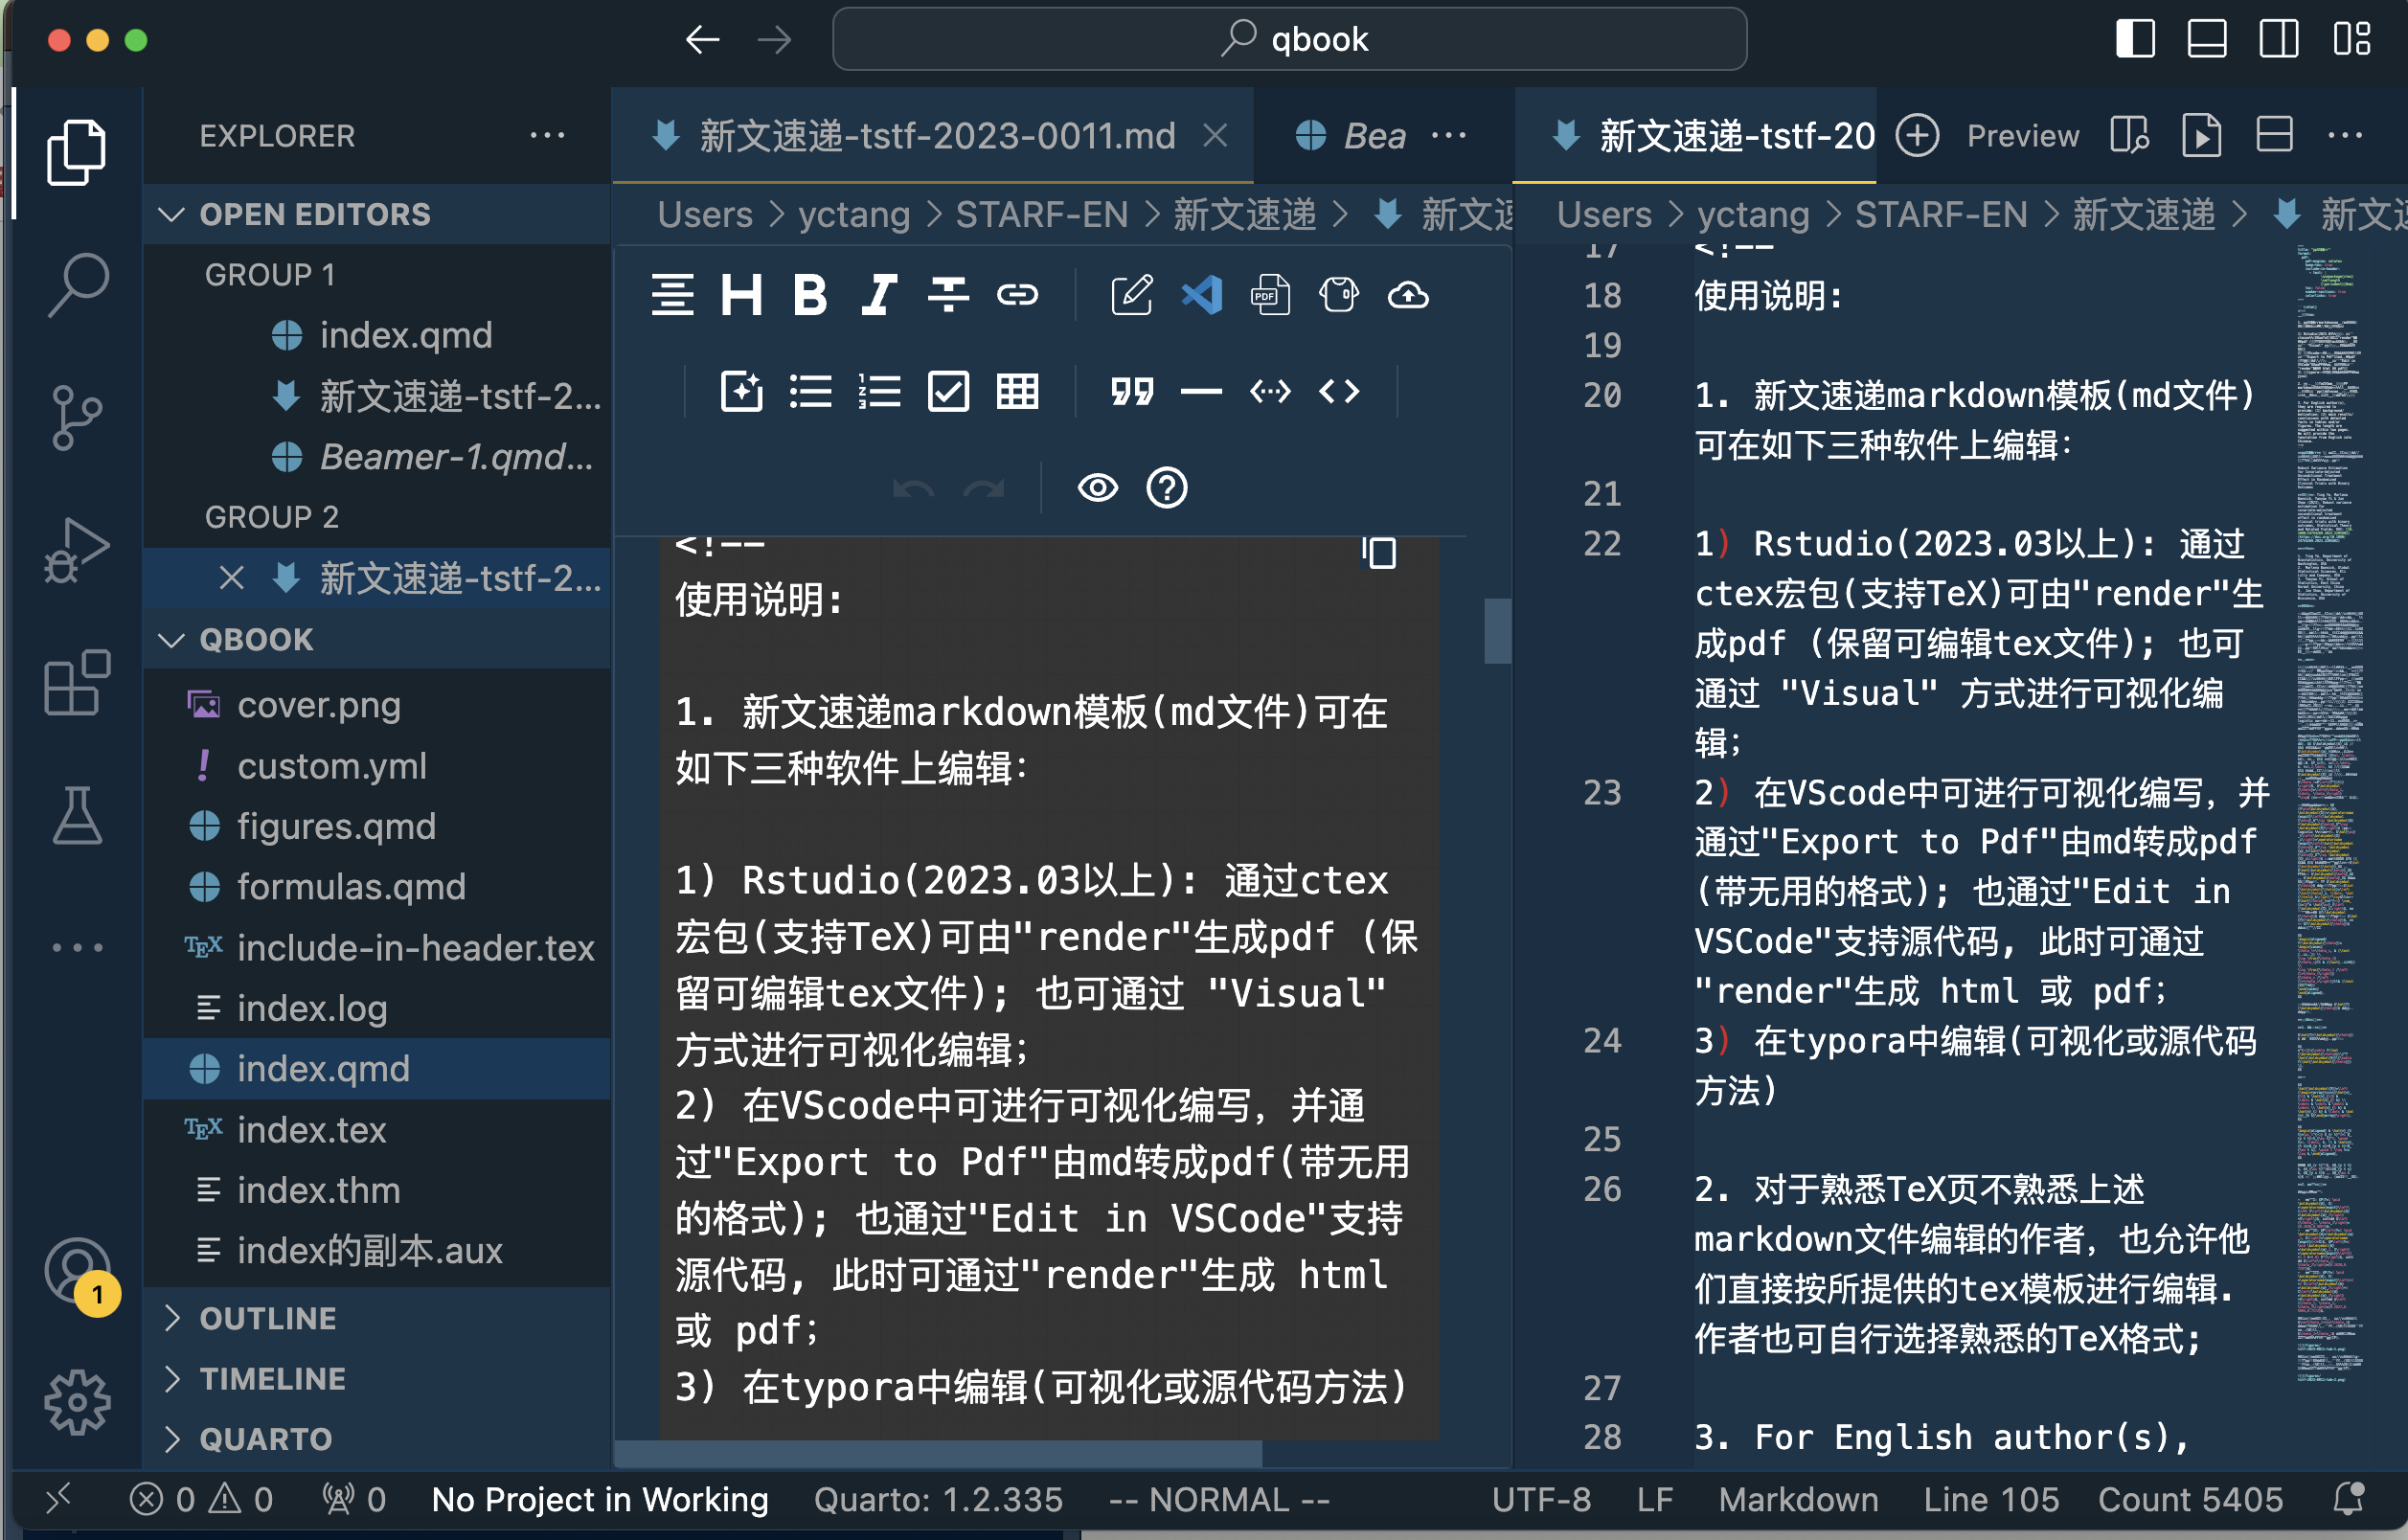 qbook
EXPLORER
OPEN EDITORS
GROUP 1
index.qmd
新文速递-tstf-2...
Beamer-1.qmd...
GROUP 2
新文速递-tstf-2...
QBOOK
cover.png
custom.yml
figures.qmd
formulas.qmd
TEX include-in-header.tex
index.log
index.qmd
TEX index.tex
index.thm
index的副本.aux
1
OUTLINE
TIMELINE
QUARTO
新文速递-tstf-2023-0011.md
Bea
Users > yctang > STARF-EN > 新文速递 > 新文速
H B I
PDF
<!--
使用说明:
1. 新文速递markdown模板(md文件)可在
如下三种软件上编辑:
1) Rstudio(2023.03以上): 通过ctex
宏包(支持TeX)可由"render"生成pdf (保
留可编辑tex文件); 也可通过 "Visual"
方式进行可视化编辑;
2) 在VScode中可进行可视化编写, 并通
过"Export to Pdf"由md转成pdf(带无用
的格式); 也通过"Edit in VSCode"支持
源代码, 此时可通过"render"生成 html
或 pdf;
3) 在typora中编辑(可视化或源代码方法)
新文速递-tstf-20
Preview
Users > yctang > STARF-EN > 新文速递 > 新文速
17 <!--
18 使用说明:
19
20 1. 新文速递markdown模板(md文件)
可在如下三种软件上编辑:
21
22 1) Rstudio(2023.03以上): 通过
ctex宏包(支持TeX)可由"render"生
成pdf (保留可编辑tex文件); 也可
通过 "Visual" 方式进行可视化编
辑;
23 2) 在VScode中可进行可视化编写, 并
通过"Export to Pdf"由md转成pdf
(带无用的格式); 也通过"Edit in
VSCode"支持源代码, 此时可通过
"render"生成 html 或 pdf;
24 3) 在typora中编辑(可视化或源代码
方法)
25
26 2. 对于熟悉TeX页不熟悉上述
markdown文件编辑的作者, 也允许他
们直接按所提供的tex模板进行编辑.
作者也可自行选择熟悉的TeX格式;
27
28 3. For English author(s),
0 0 0 No Project in Working Quarto: 1.2.335 -- NORMAL -- UTF-8 LF Markdown Line 105 Count 5405